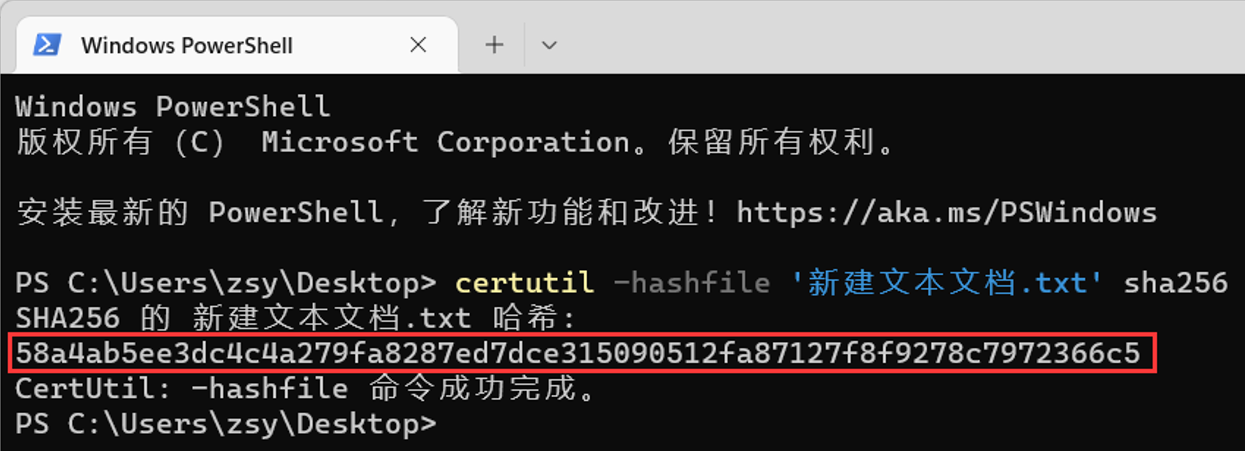 Windows PowerShell
Windows PowerShell
版权所有 (C)  Microsoft Corporation。保留所有权利。
安装最新的 PowerShell，了解新功能和改进！https://aka.ms/PSWindows
PS C:\Users\zsy\Desktop> certutil -hashfile '新建文本文档.txt' sha256
SHA256 的 新建文本文档.txt 哈希:
58a4ab5ee3dc4c4a279fa8287ed7dce315090512fa87127f8f9278c7972366c5
CertUtil: -hashfile 命令成功完成。
PS C:\Users\zsy\Desktop>